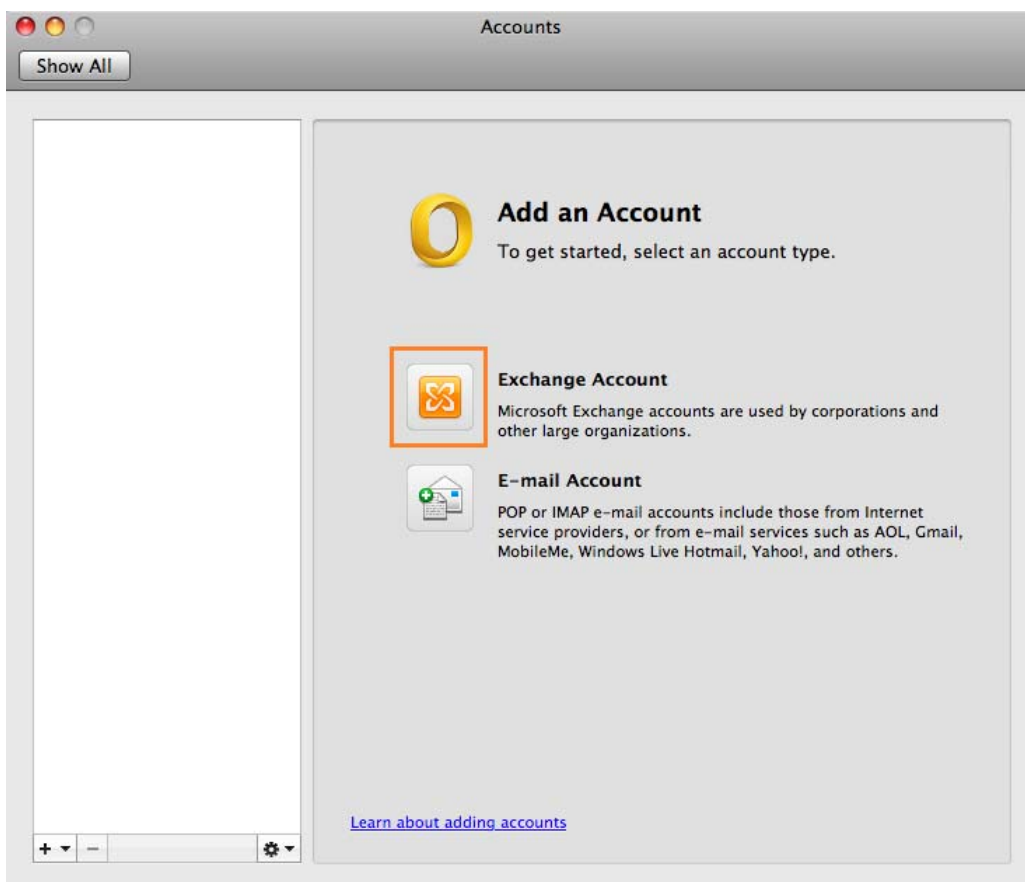 Accounts
Show All
Add an Account
To get started, select an account type.
Exchange Account
Microsoft Exchange accounts are used by corporations and
other large organizations.
E-mail Account
POP or IMAP e-mail accounts include those from Internet
service providers, or from e-mail services such as AOL, Gmail,
MobileMe, Windows Live Hotmail, Yahoo!, and others.
Learn about adding accounts